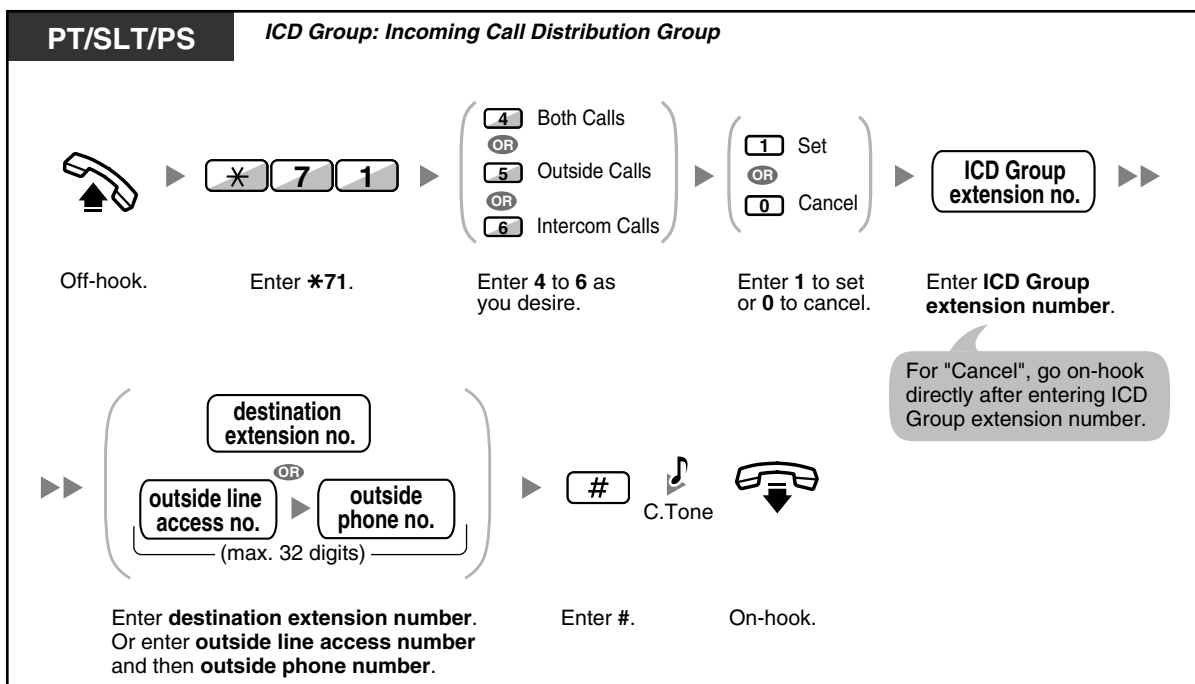 PT/SLT/PS
ICD Group: Incoming Call Distribution Group
4 Both Calls
OR
5 Outside Calls
OR
6 Intercom Calls
1 Set
OR
0 Cancel
ICD Group
extension no.
* 7 1
Off-hook.
Enter *71.
Enter 4 to 6 as
you desire.
Enter 1 to set
or 0 to cancel.
Enter ICD Group
extension number.
For "Cancel", go on-hook
directly after entering ICD
Group extension number.
destination
extension no.
OR
outside line
access no.
outside
phone no.
(max. 32 digits)
#
C.Tone
Enter destination extension number.
Or enter outside line access number
and then outside phone number.
Enter #.
On-hook.